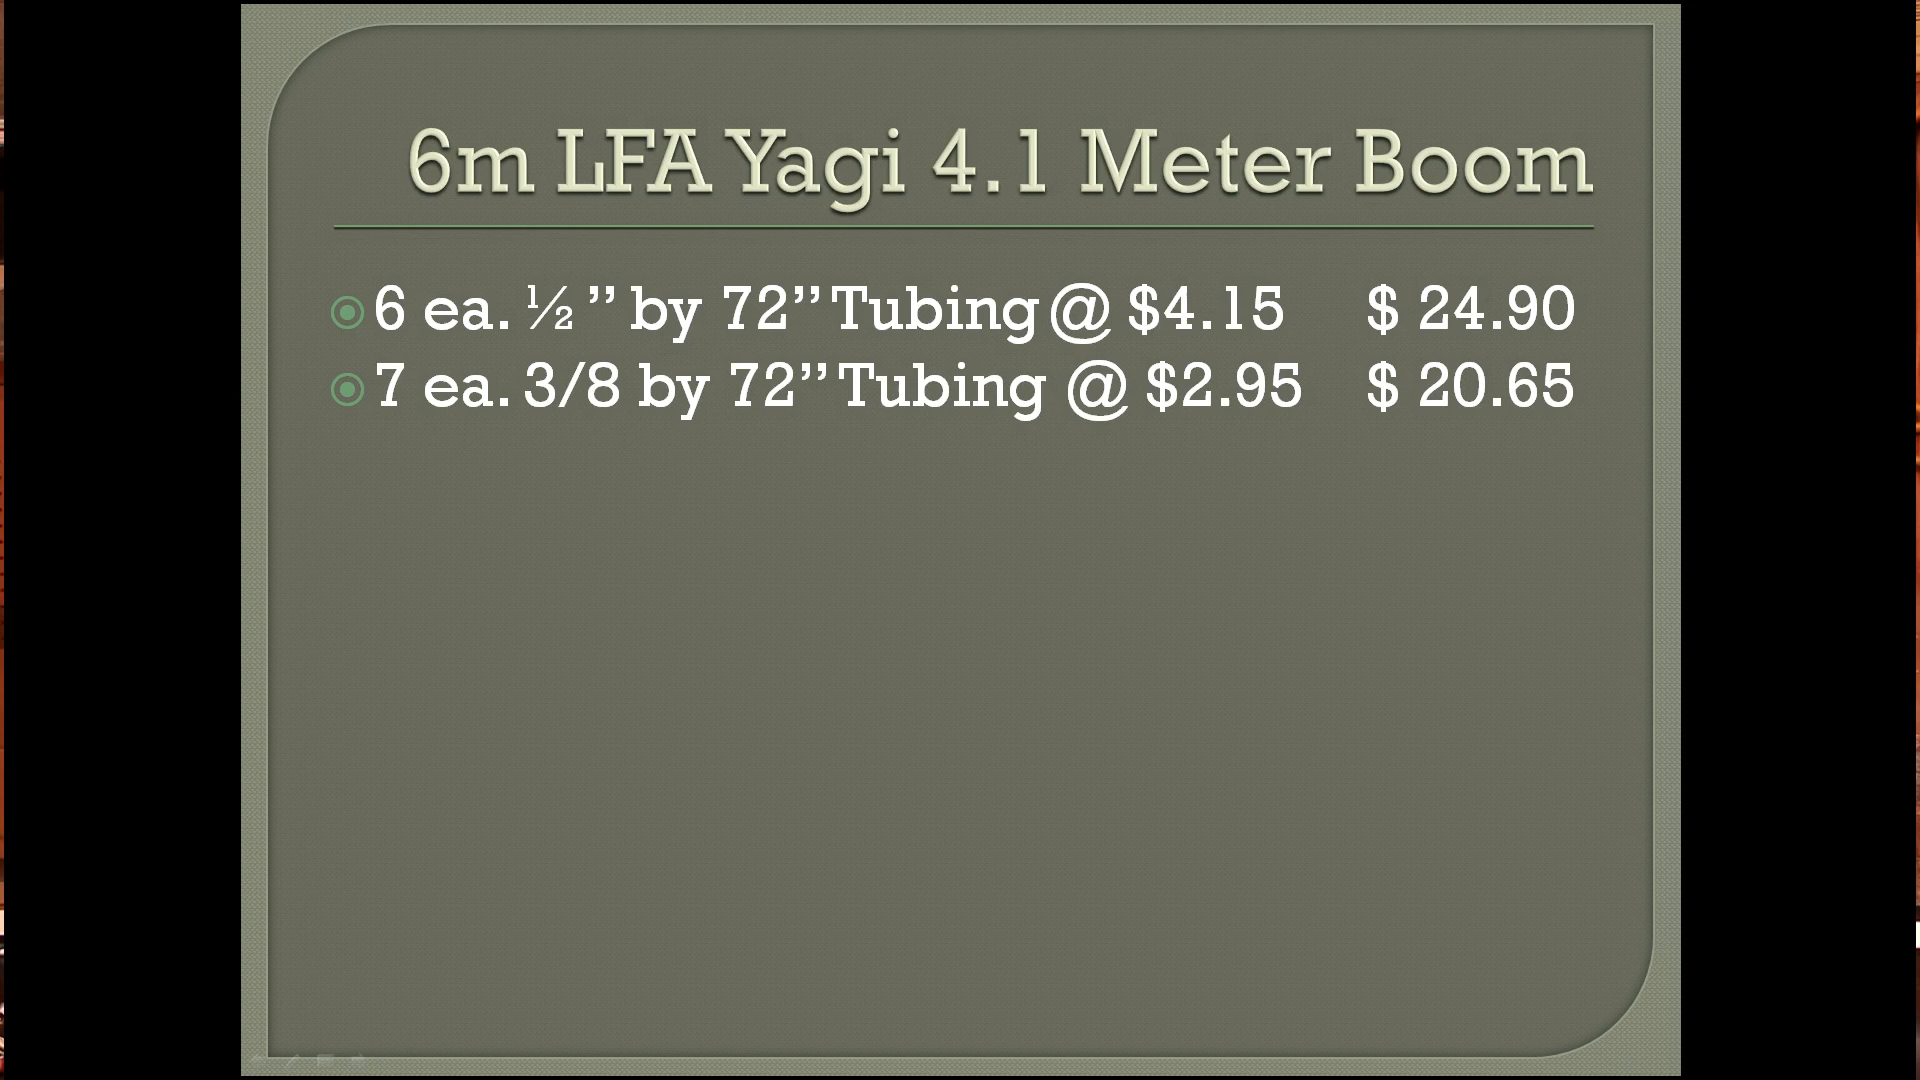 6m LFA Yagi 4.1 Meter Boom
6 ea. ½ ” by 72” Tubing @ $4.15 $ 24.90
7 ea. 3/8 by 72” Tubing @ $2.95 $ 20.65